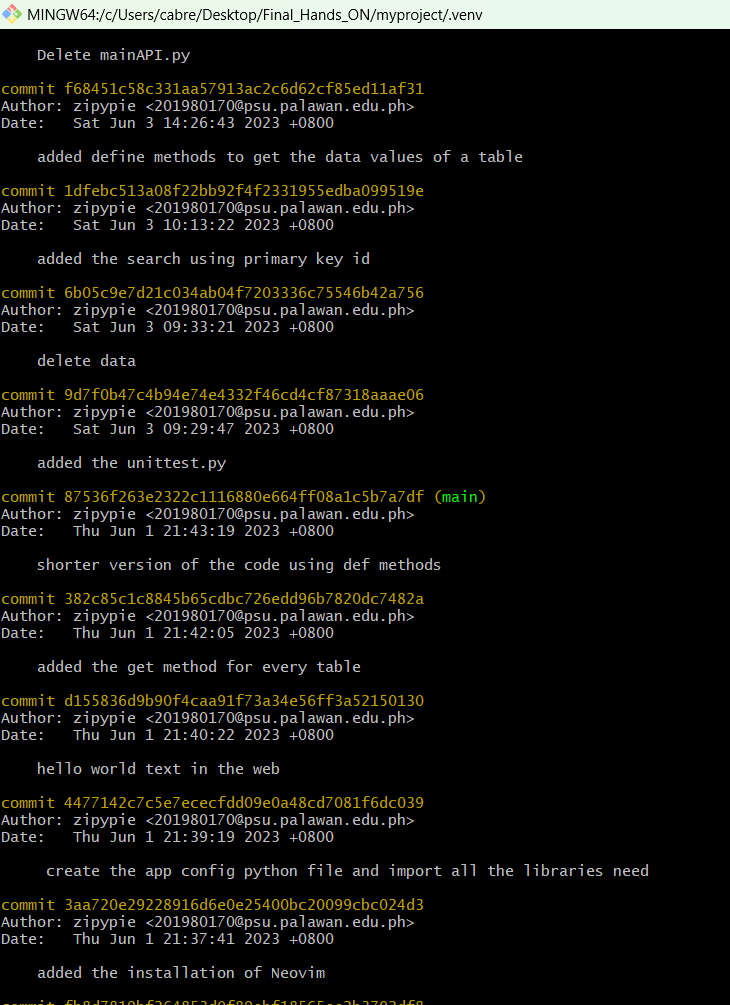 MINGW64:/c/Users/cabre/Desktop/Final_Hands_ON/myproject/.venv
Delete mainAPI.py
commit f68451c58c331aa57913ac2c6d62cf85ed11af31
Author: zipypie <201980170@psu.palawan.edu.ph>
Date:   Sat Jun 3 14:26:43 2023 +0800
added define methods to get the data values of a table
commit 1dfebc513a08f22bb92f4f2331955edba099519e
Author: zipypie <201980170@psu.palawan.edu.ph>
Date:   Sat Jun 3 10:13:22 2023 +0800
added the search using primary key id
commit 6b05c9e7d21c034ab04f7203336c75546b42a756
Author: zipypie <201980170@psu.palawan.edu.ph>
Date:   Sat Jun 3 09:33:21 2023 +0800
delete data
commit 9d7f0b47c4b94e74e4332f46cd4cf87318aaae06
Author: zipypie <201980170@psu.palawan.edu.ph>
Date:   Sat Jun 3 09:29:47 2023 +0800
added the unittest.py
commit 87536f263e2322c1116880e664ff08a1c5b7a7df (main)
Author: zipypie <201980170@psu.palawan.edu.ph>
Date:   Thu Jun 1 21:43:19 2023 +0800
shorter version of the code using def methods
commit 382c85c1c8845b65cdbc726edd96b7820dc7482a
Author: zipypie <201980170@psu.palawan.edu.ph>
Date:   Thu Jun 1 21:42:05 2023 +0800
added the get method for every table
commit d155836d9b90f4caa91f73a34e56ff3a52150130
Author: zipypie <201980170@psu.palawan.edu.ph>
Date:   Thu Jun 1 21:40:22 2023 +0800
hello world text in the web
commit 4477142c7c5e7ececfdd09e0a48cd7081f6dc039
Author: zipypie <201980170@psu.palawan.edu.ph>
Date:   Thu Jun 1 21:39:19 2023 +0800
create the app config python file and import all the libraries need
commit 3aa720e29228916d6e0e25400bc20099cbc024d3
Author: zipypie <201980170@psu.palawan.edu.ph>
Date:   Thu Jun 1 21:37:41 2023 +0800
added the installation of Neovim
commit